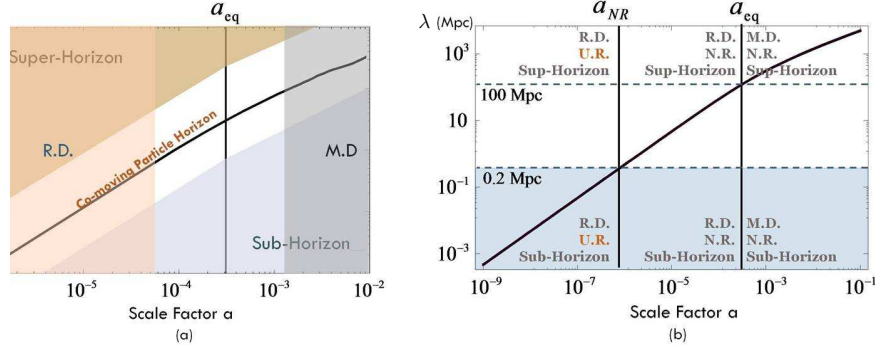 a_eq
Super-Horizon
R.D.
Co-moving Particle Horizon
M.D
Sub-Horizon
10^-5
10^-4
10^-3
10^-2
Scale Factor a
(a)
λ (Mpc)
a_NR
a_eq
10^3
10
10^-1
10^-3
R.D.
U.R.
Sup-Horizon
R.D.
N.R.
Sup-Horizon
M.D.
N.R.
Sup-Horizon
100 Mpc
0.2 Mpc
R.D.
U.R.
Sub-Horizon
R.D.
N.R.
Sub-Horizon
M.D.
N.R.
Sub-Horizon
10^-9
10^-7
10^-5
10^-3
10^-1
Scale Factor a
(b)